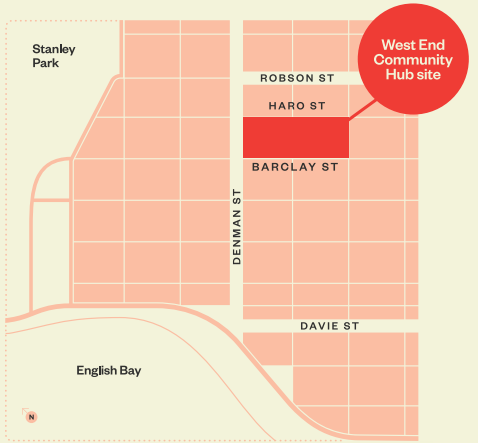 Stanley
Park
West End
Community
Hub site
ROBSON ST
HARO ST
BARCLAY ST
DENMAN ST
DAVIE ST
English Bay
N